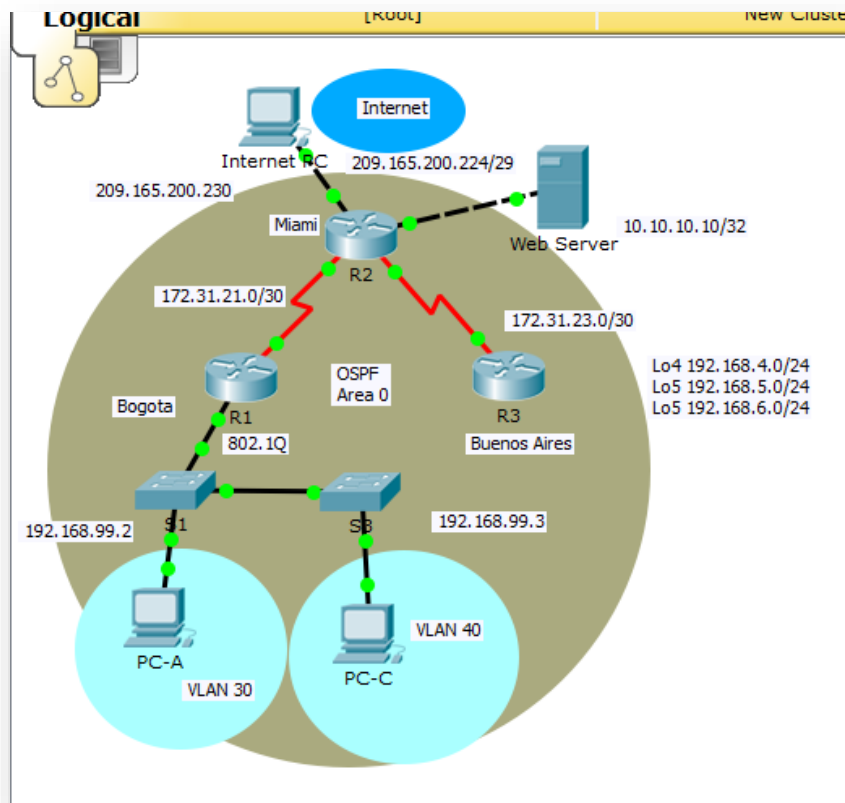 Logical
[Root]
New Cluste
Internet
Internet PC
209.165.200.224/29
209.165.200.230
Miami
Web Server
10.10.10.10/32
R2
172.31.21.0/30
172.31.23.0/30
OSPF
Area 0
Lo4 192.168.4.0/24
Lo5 192.168.5.0/24
Lo5 192.168.6.0/24
Bogota
R1
R3
802.1Q
Buenos Aires
192.168.99.2
S1
S3
192.168.99.3
PC-A
VLAN 30
PC-C
VLAN 40